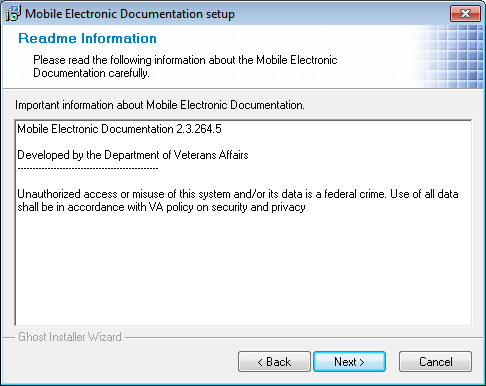 Mobile Electronic Documentation setup
Readme Information
Please read the following information about the Mobile Electronic
Documentation carefully.
Important information about Mobile Electronic Documentation.
Mobile Electronic Documentation 2.3.264.5
Developed by the Department of Veterans Affairs
-----------------------------------------------
Unauthorized access or misuse of this system and/or its data is a federal crime. Use of all data
shall be in accordance with VA policy on security and privacy
Ghost Installer Wizard
< Back
Next >
Cancel